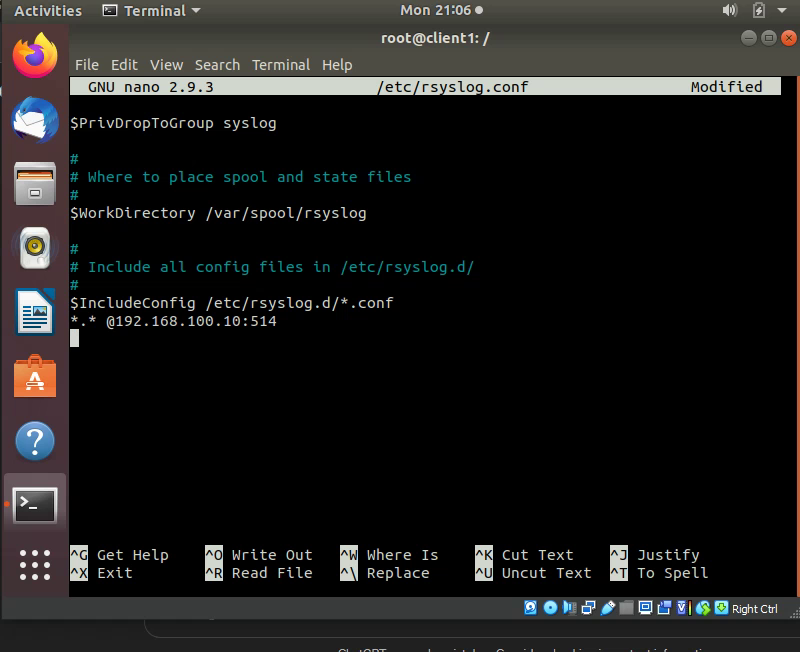 Activities Terminal Mon 21:06
root@client1: /
File Edit View Search Terminal Help
GNU nano 2.9.3 /etc/rsyslog.conf Modified
$PrivDropToGroup syslog
#
# Where to place spool and state files
#
$WorkDirectory /var/spool/rsyslog
#
# Include all config files in /etc/rsyslog.d/
#
$IncludeConfig /etc/rsyslog.d/*.conf
*.* @192.168.100.10:514
^G Get Help ^O Write Out ^W Where Is ^K Cut Text ^J Justify
^X Exit ^R Read File ^\ Replace ^U Uncut Text ^T To Spell
Right Ctrl